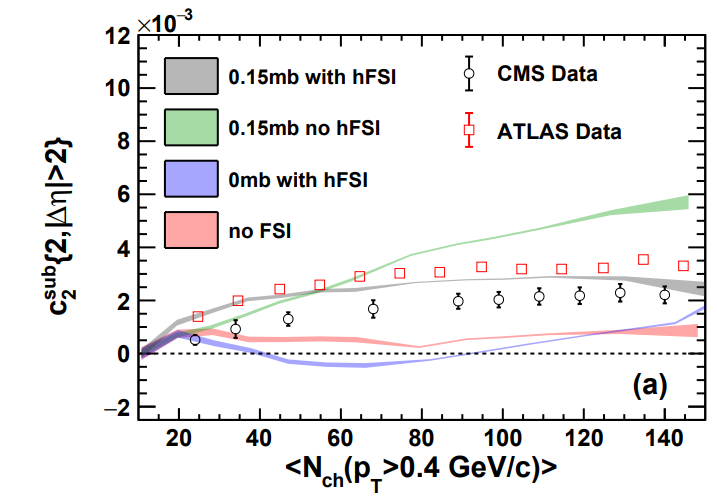 ×10⁻³
12
10
8
6
4
2
0
−2
c₂ˢᵘᵇ{2,|Δη|>2}
0.15mb with hFSI
0.15mb no hFSI
0mb with hFSI
no FSI
CMS Data
ATLAS Data
(a)
20 40 60 80 100 120 140
<N_ch(p_T>0.4 GeV/c)>